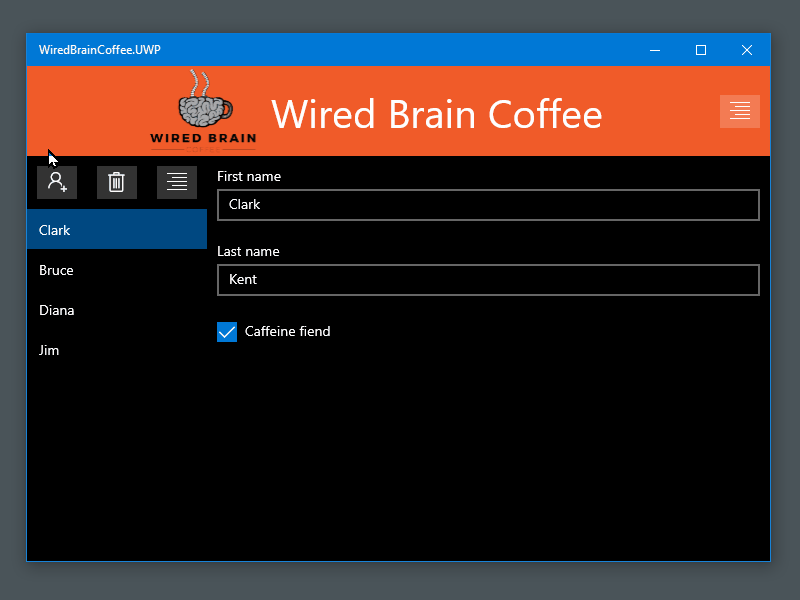 WiredBrainCoffee.UWP
WIRED BRAIN
COFFEE
Wired Brain Coffee
First name
Clark
Last name
Kent
Caffeine fiend
Clark
Bruce
Diana
Jim